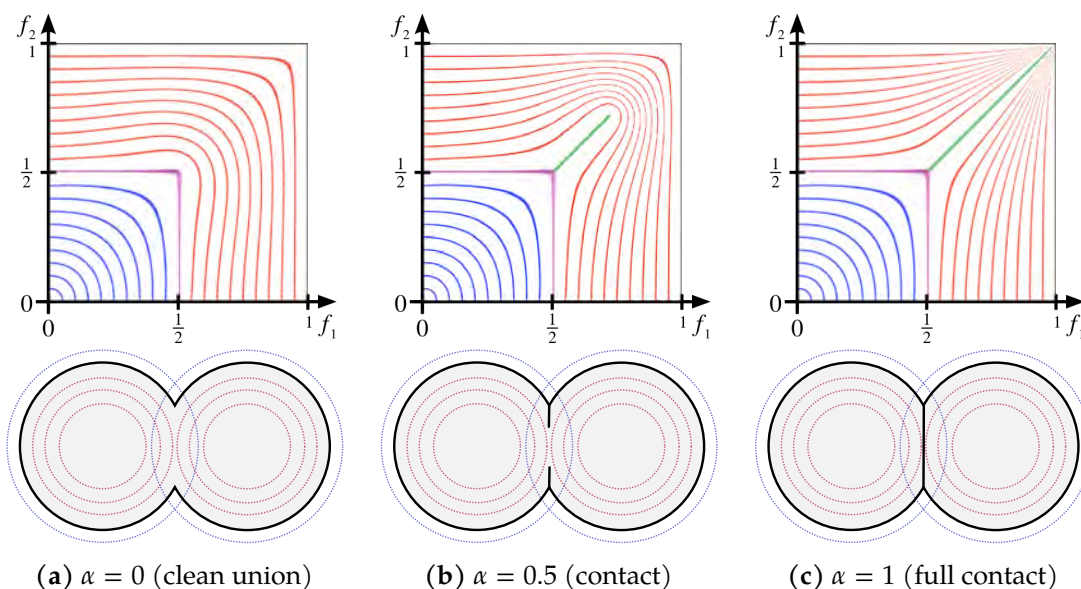 f₂
1
½
0
0
½
1
f₁
f₂
1
½
0
0
½
1
f₁
f₂
1
½
0
0
½
1
f₁
(a) α = 0 (clean union)
(b) α = 0.5 (contact)
(c) α = 1 (full contact)